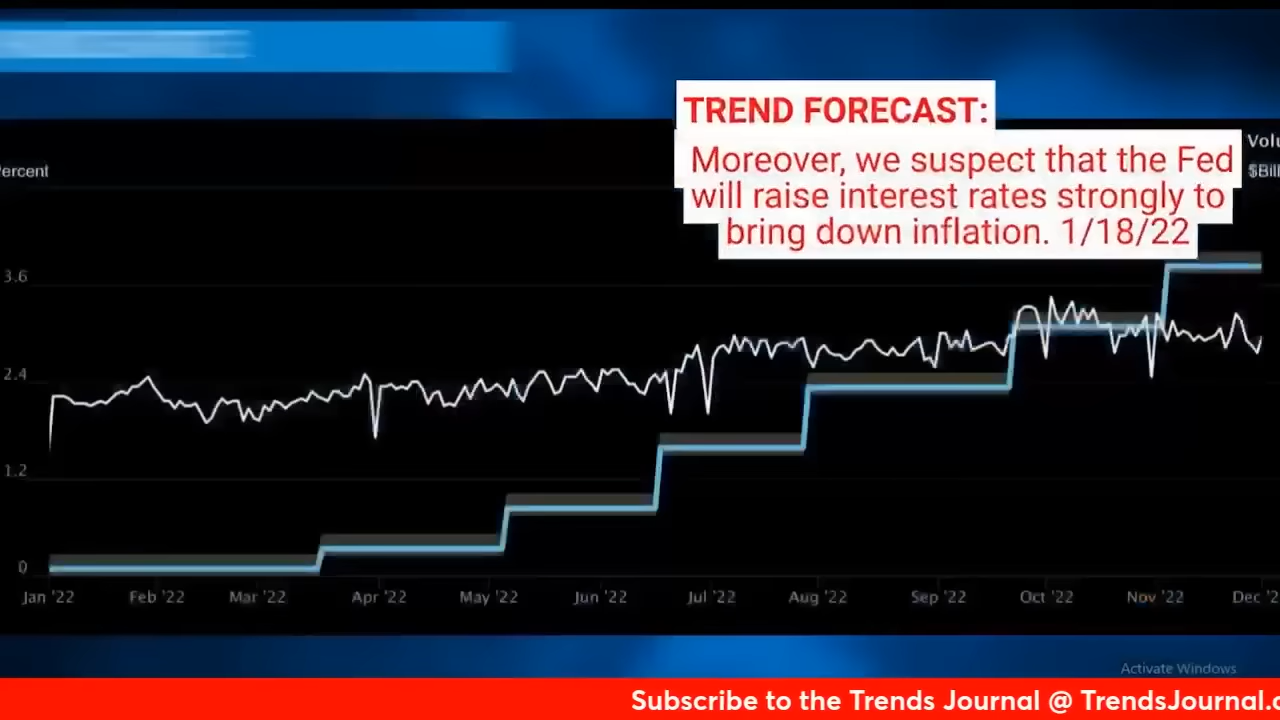 TREND FORECAST:
Moreover, we suspect that the Fed
will raise interest rates strongly to
bring down inflation. 1/18/22
Volu
$Bill
ercent
3.6
2.4
1.2
0
Jan '22 Feb '22 Mar '22 Apr '22 May '22 Jun '22 Jul '22 Aug '22 Sep '22 Oct '22 Nov '22 Dec '2
Activate Windows
Subscribe to the Trends Journal @ TrendsJournal.c